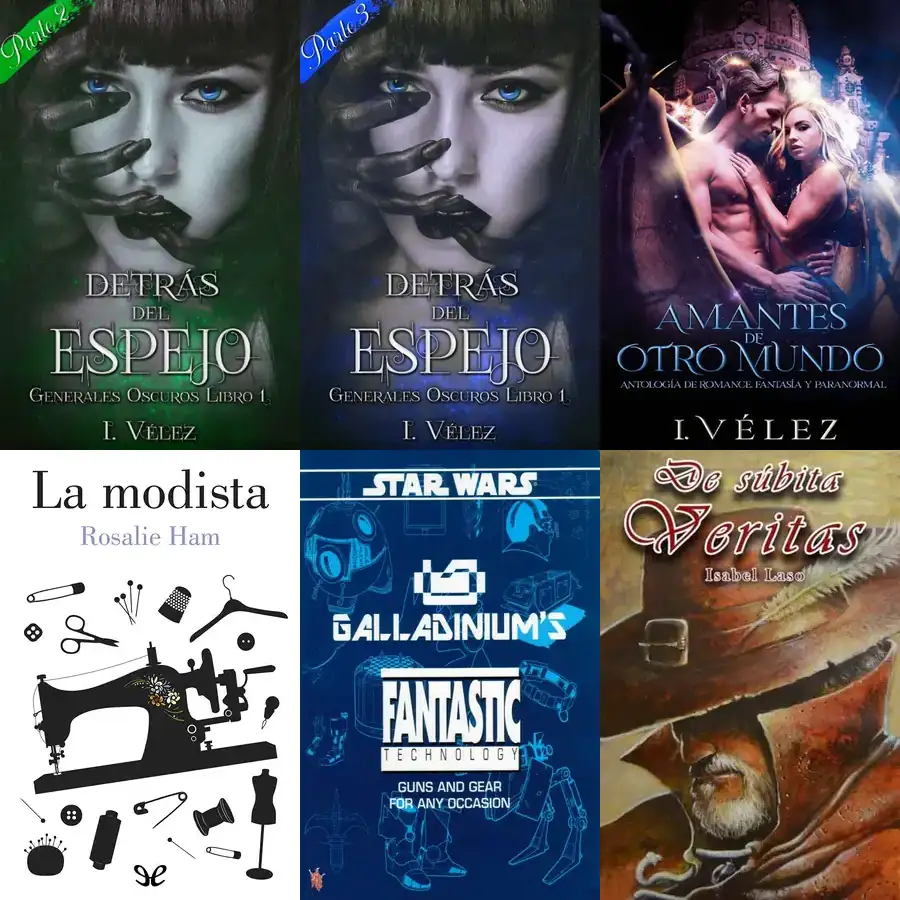 Parte 2
DETRÁS
DEL
ESPEJO
GENERALES OSCUROS LIBRO 1
I. VÉLEZ
Parte 3
DETRÁS
DEL
ESPEJO
GENERALES OSCUROS LIBRO 1
I. VÉLEZ
AMANTES
DE
OTRO MUNDO
ANTOLOGÍA DE ROMANCE, FANTASÍA Y PARANORMAL
I. VÉLEZ
La modista
Rosalie Ham
STAR WARS
GALLADINIUM'S
FANTASTIC
TECHNOLOGY
GUNS AND GEAR
FOR ANY OCCASION
De súbita
Veritas
Isabel Laso